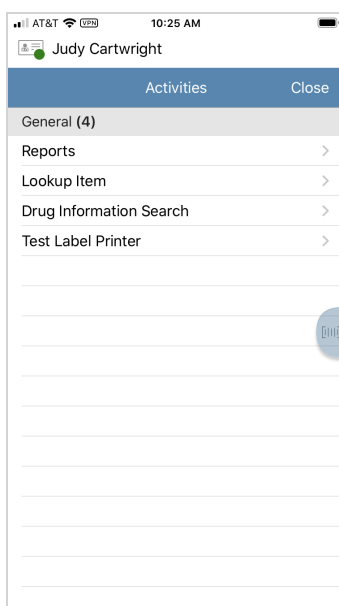 AT&T VPN 10:25 AM
Judy Cartwright
Activities Close
General (4)
Reports
Lookup Item
Drug Information Search
Test Label Printer